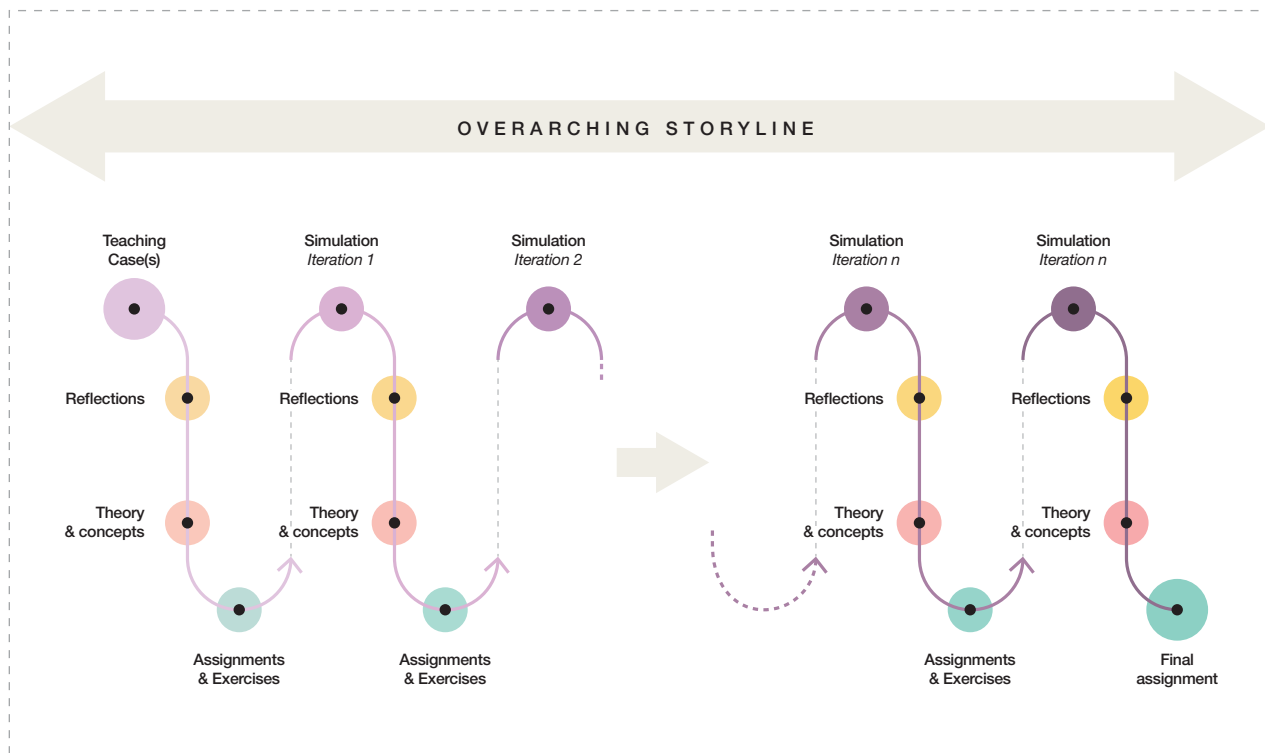 OVERARCHING STORYLINE
Teaching
Case(s)
Simulation
Iteration 1
Simulation
Iteration 2
Simulation
Iteration n
Simulation
Iteration n
Reflections
Reflections
Reflections
Reflections
Theory
& concepts
Theory
& concepts
Theory
& concepts
Theory
& concepts
Assignments
& Exercises
Assignments
& Exercises
Assignments
& Exercises
Final
assignment